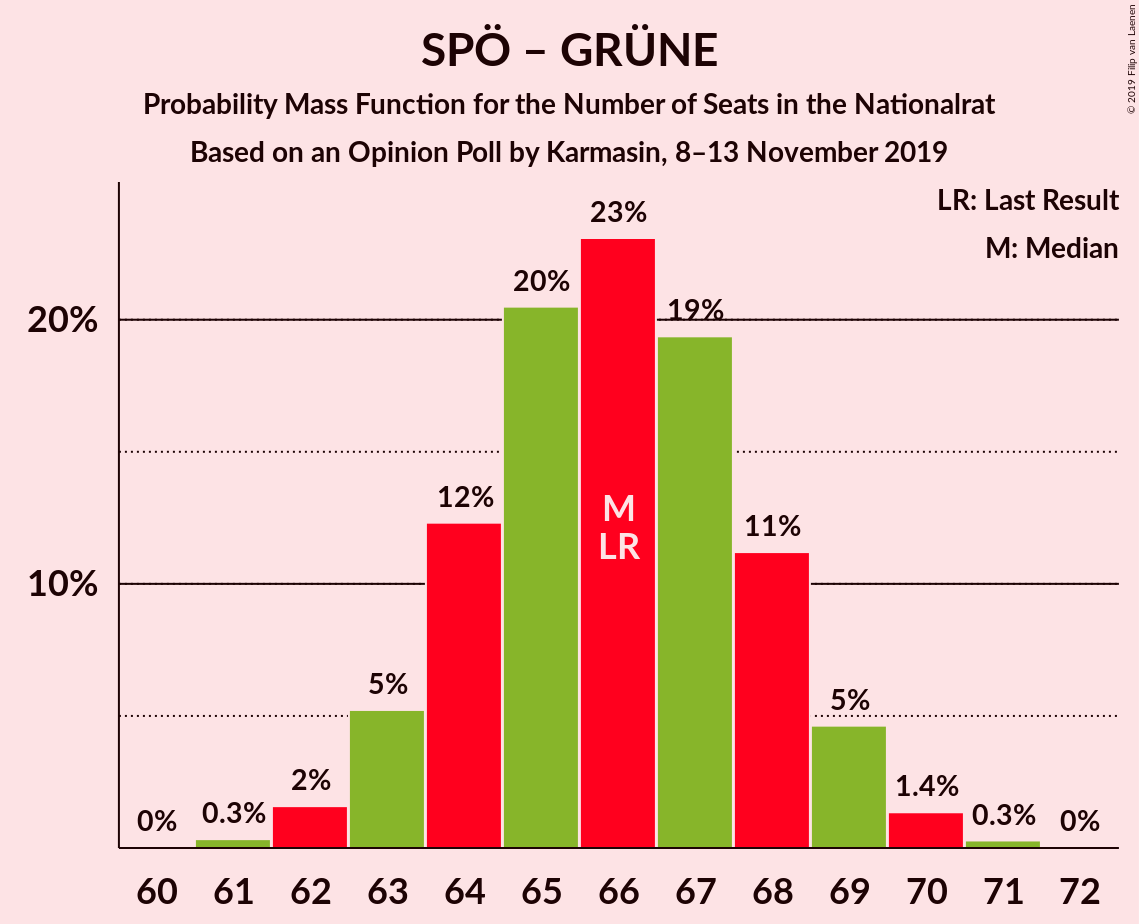 SPÖ – GRÜNE
Probability Mass Function for the Number of Seats in the Nationalrat
Based on an Opinion Poll by Karmasin, 8–13 November 2019
© 2019 Filip van Laenen
LR: Last Result
M: Median
20%
10%
0%
0.3%
2%
5%
12%
20%
23%
19%
11%
5%
1.4%
0.3%
0%
M
LR
60 61 62 63 64 65 66 67 68 69 70 71 72